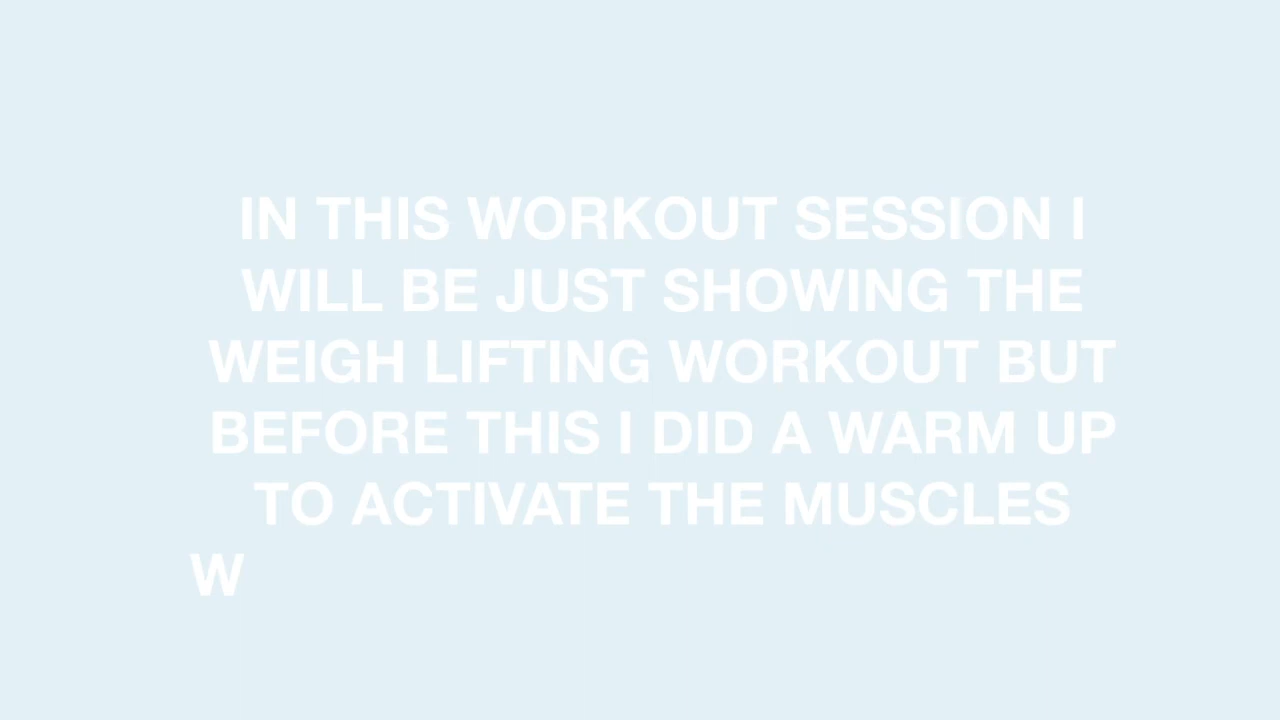 IN THIS WORKOUT SESSION I
WILL BE JUST SHOWING THE
WEIGH LIFTING WORKOUT BUT
BEFORE THIS I DID A WARM UP
TO ACTIVATE THE MUSCLES
W